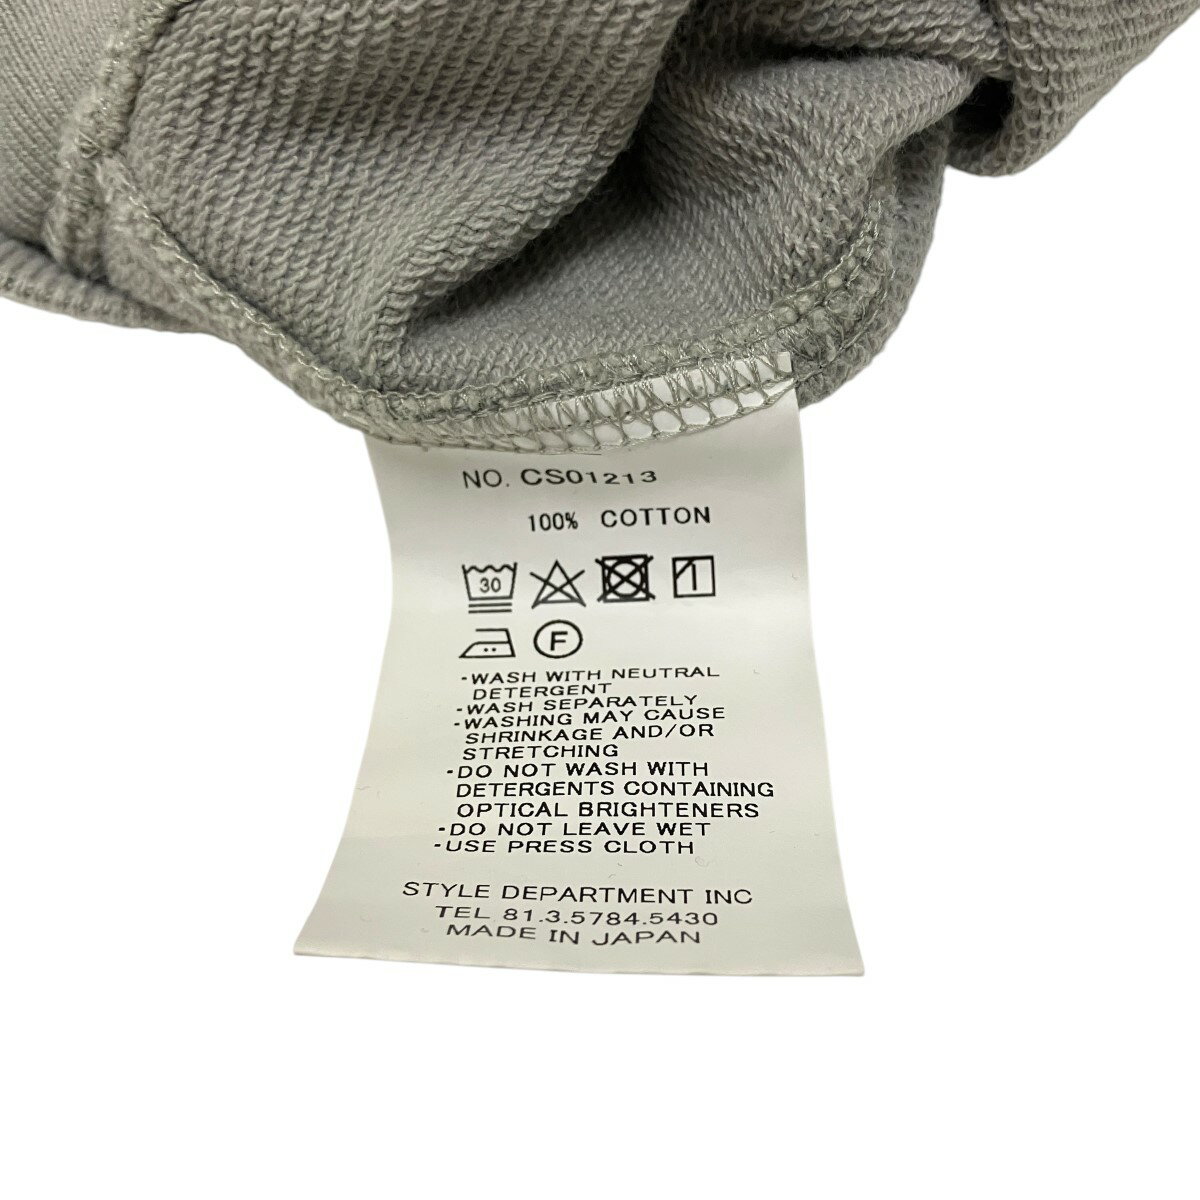 NO. CS01213
100% COTTON
30
F
·WASH WITH NEUTRAL
DETERGENT
·WASH SEPARATELY
·WASHING MAY CAUSE
SHRINKAGE AND/OR
STRETCHING
·DO NOT WASH WITH
DETERGENTS CONTAINING
OPTICAL BRIGHTENERS
·DO NOT LEAVE WET
·USE PRESS CLOTH
STYLE DEPARTMENT INC
TEL 81.3.5784.5430
MADE IN JAPAN